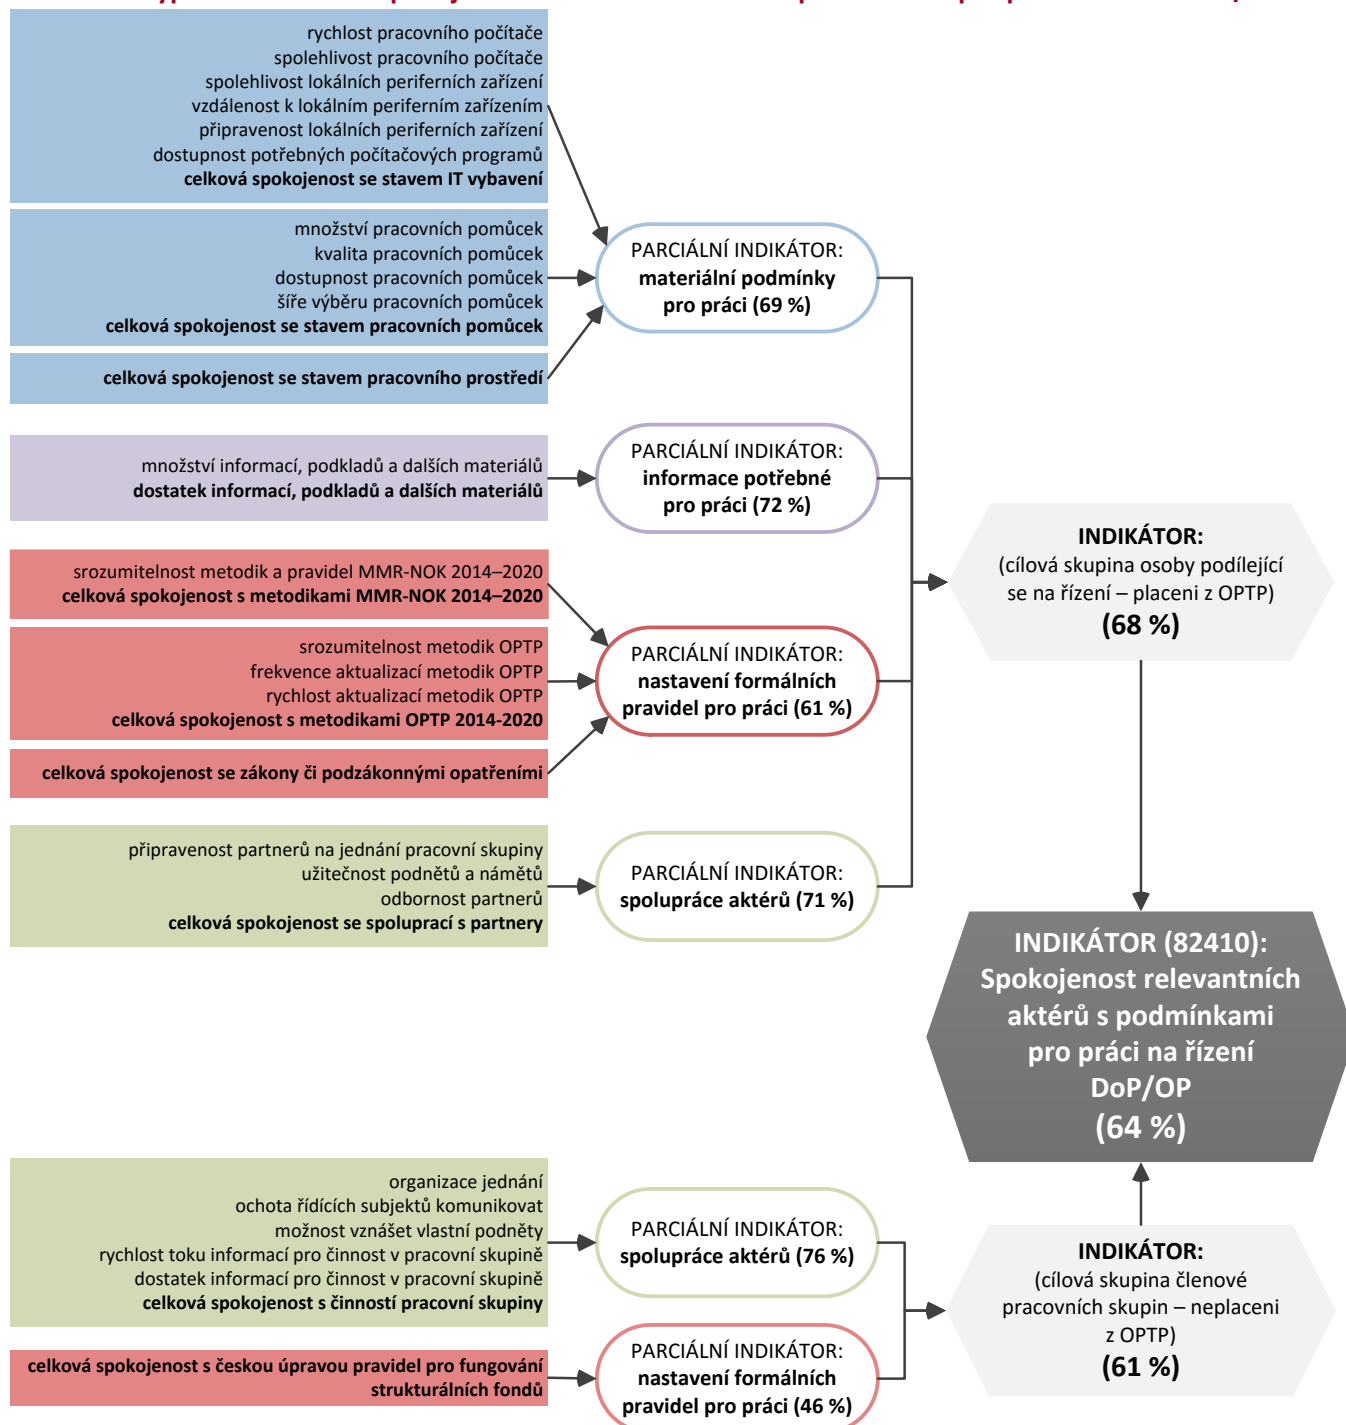 rychlost pracovního počítače
spolehlivost pracovního počítače
spolehlivost lokálních periferních zařízení
vzdálenost k lokálním periferním zařízením
připravenost lokálních periferních zařízení
dostupnost potřebných počítačových programů
celková spokojenost se stavem IT vybavení
množství pracovních pomůcek
kvalita pracovních pomůcek
dostupnost pracovních pomůcek
šíře výběru pracovních pomůcek
celková spokojenost se stavem pracovních pomůcek
celková spokojenost se stavem pracovního prostředí
PARCIÁLNÍ INDIKÁTOR:
materiální podmínky
pro práci (69 %)
množství informací, podkladů a dalších materiálů
dostatek informací, podkladů a dalších materiálů
PARCIÁLNÍ INDIKÁTOR:
informace potřebné
pro práci (72 %)
srozumitelnost metodik a pravidel MMR-NOK 2014–2020
celková spokojenost s metodikami MMR-NOK 2014–2020
srozumitelnost metodik OPTP
frekvence aktualizací metodik OPTP
rychlost aktualizací metodik OPTP
celková spokojenost s metodikami OPTP 2014-2020
celková spokojenost se zákony či podzákonnými opatřeními
PARCIÁLNÍ INDIKÁTOR:
nastavení formálních
pravidel pro práci (61 %)
připravenost partnerů na jednání pracovní skupiny
užitečnost podnětů a námětů
odbornost partnerů
celková spokojenost se spoluprací s partnery
PARCIÁLNÍ INDIKÁTOR:
spolupráce aktérů (71 %)
INDIKÁTOR:
(cílová skupina osoby podílející
se na řízení – placeni z OPTP)
(68 %)
INDIKÁTOR (82410):
Spokojenost relevantních
aktérů s podmínkami
pro práci na řízení
DoP/OP
(64 %)
organizace jednání
ochota řídících subjektů komunikovat
možnost vznášet vlastní podněty
rychlost toku informací pro činnost v pracovní skupině
dostatek informací pro činnost v pracovní skupině
celková spokojenost s činností pracovní skupiny
PARCIÁLNÍ INDIKÁTOR:
spolupráce aktérů (76 %)
celková spokojenost s českou úpravou pravidel pro fungování
strukturálních fondů
PARCIÁLNÍ INDIKÁTOR:
nastavení formálních
pravidel pro práci (46 %)
INDIKÁTOR:
(cílová skupina členové
pracovních skupin – neplaceni
z OPTP)
(61 %)